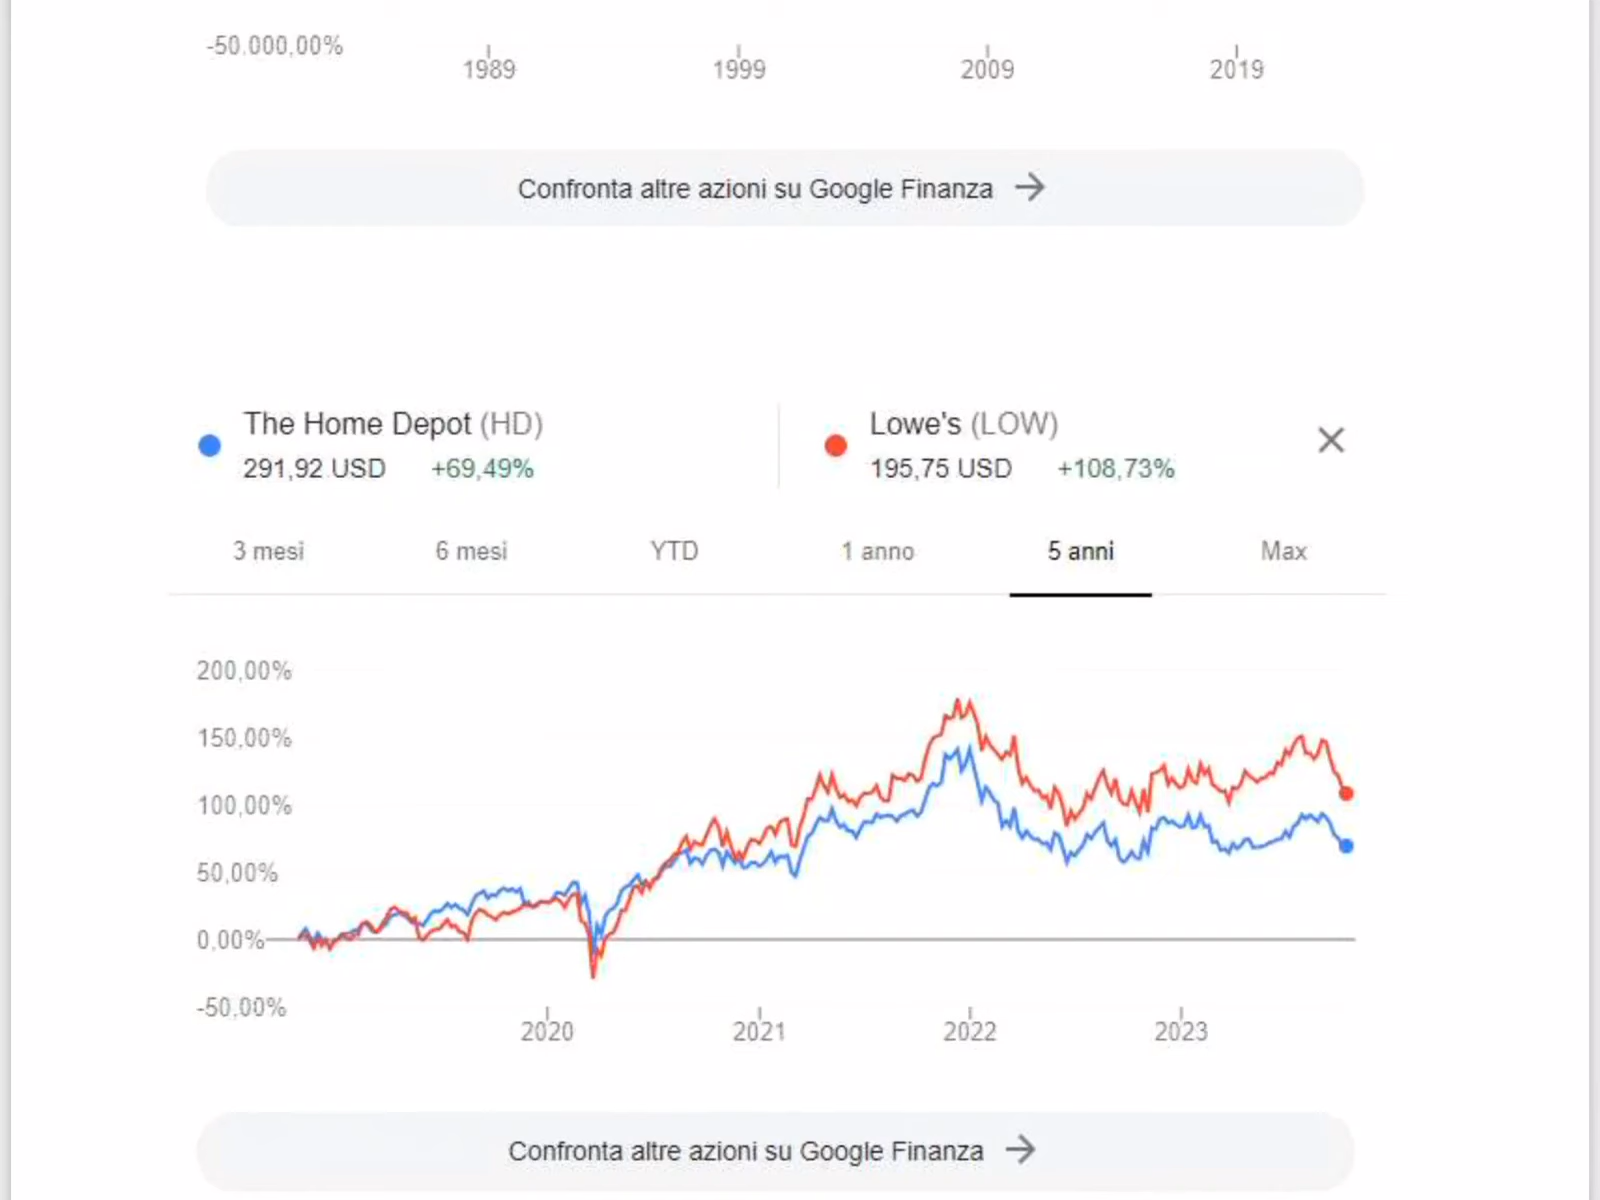 -50.000,00%
1989 1999 2009 2019
Confronta altre azioni su Google Finanza
The Home Depot (HD)
291,92 USD +69,49%
Lowe's (LOW)
195,75 USD +108,73%
3 mesi 6 mesi YTD 1 anno 5 anni Max
200,00%
150,00%
100,00%
50,00%
0,00%
-50,00%
2020 2021 2022 2023
Confronta altre azioni su Google Finanza